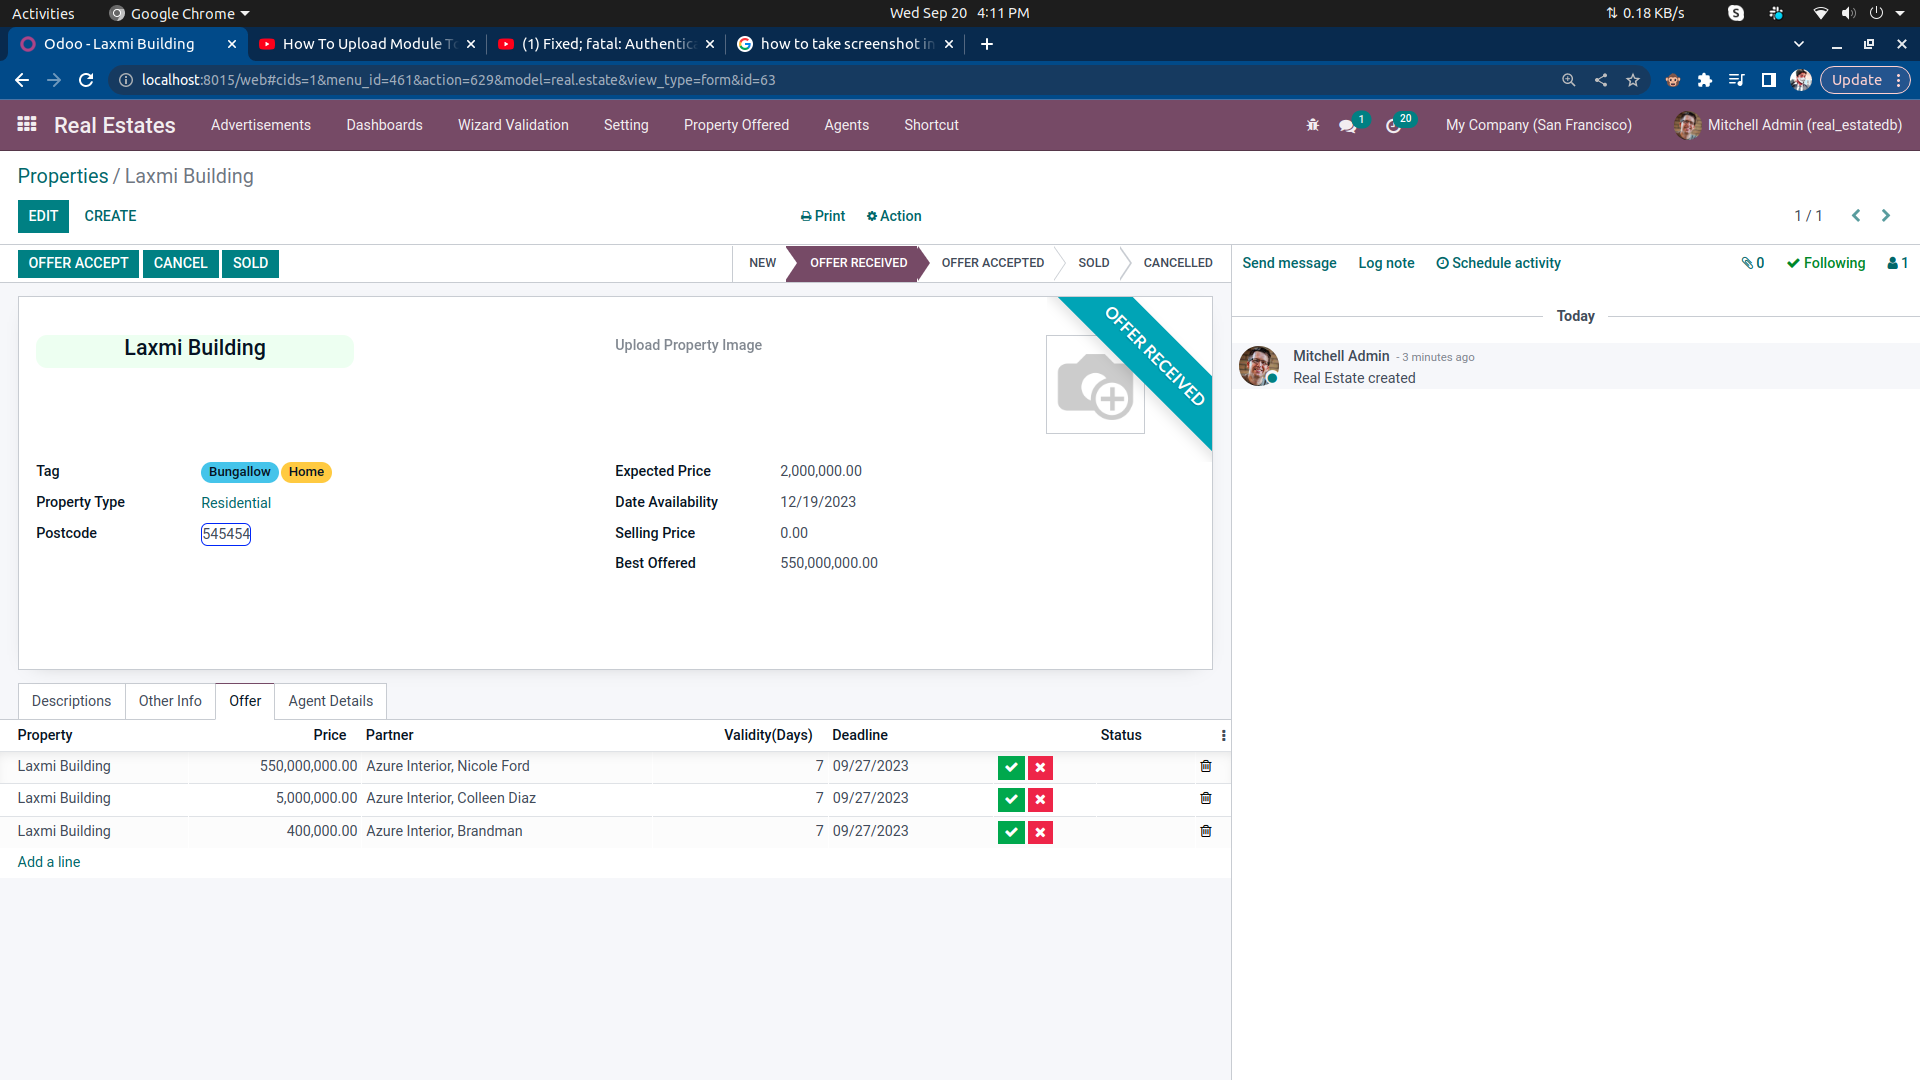 Activities Google Chrome Wed Sep 20 4:11 PM 0.18 KB/s
Odoo - Laxmi Building How To Upload Module To (1) Fixed; fatal: Authentic how to take screenshot in
localhost:8015/web#cids=1&menu_id=461&action=629&model=real.estate&view_type=form&id=63 Update
Real Estates Advertisements Dashboards Wizard Validation Setting Property Offered Agents Shortcut 1 20 My Company (San Francisco) Mitchell Admin (real_estatedb)
Properties / Laxmi Building
EDIT CREATE Print Action 1 / 1
OFFER ACCEPT CANCEL SOLD NEW OFFER RECEIVED OFFER ACCEPTED SOLD CANCELLED Send message Log note Schedule activity 0 Following 1
Today
OFFER RECEIVED
Laxmi Building Upload Property Image
Mitchell Admin - 3 minutes ago
Real Estate created
Tag Bungallow Home Expected Price 2,000,000.00
Property Type Residential Date Availability 12/19/2023
Postcode 545454 Selling Price 0.00
Best Offered 550,000,000.00
Descriptions Other Info Offer Agent Details
Property Price Partner Validity(Days) Deadline Status
Laxmi Building 550,000,000.00 Azure Interior, Nicole Ford 7 09/27/2023
Laxmi Building 5,000,000.00 Azure Interior, Colleen Diaz 7 09/27/2023
Laxmi Building 400,000.00 Azure Interior, Brandman 7 09/27/2023
Add a line